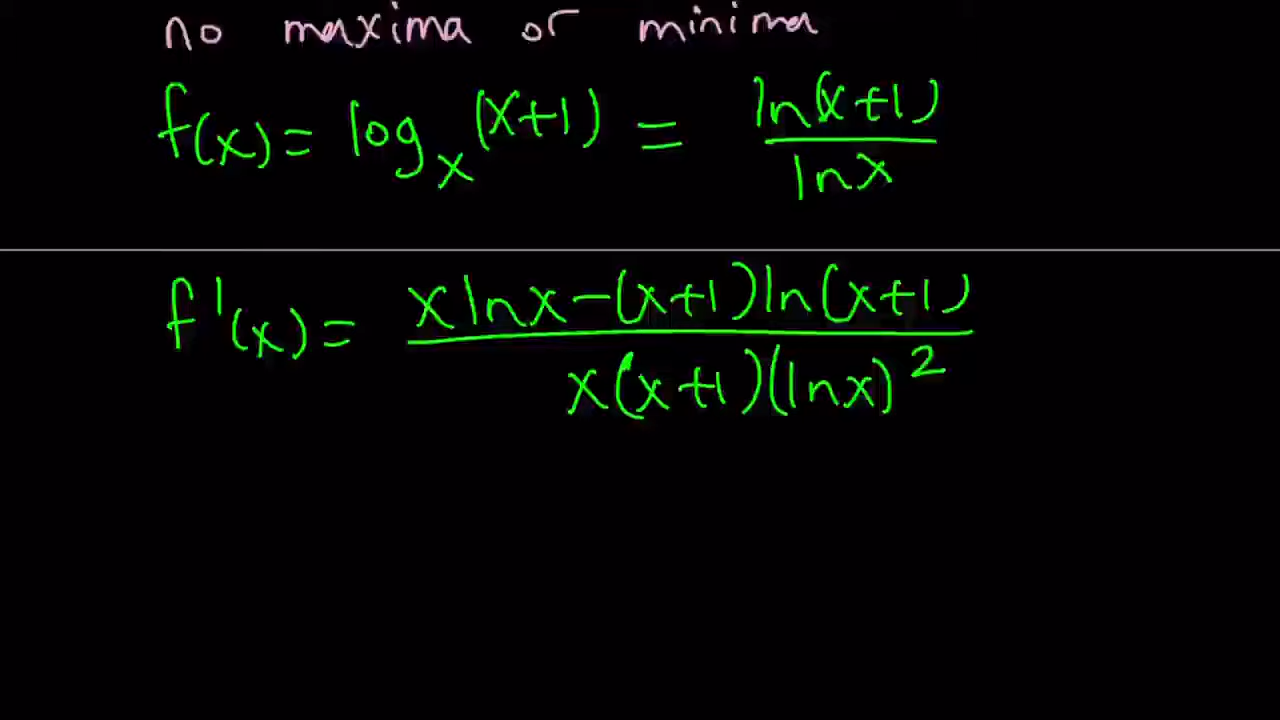 no maxima or minima
f(x) = log_x (x+1) = ln(x+1) / ln x
f'(x) = x ln x - (x+1) ln(x+1) / x(x+1)(ln x)^2